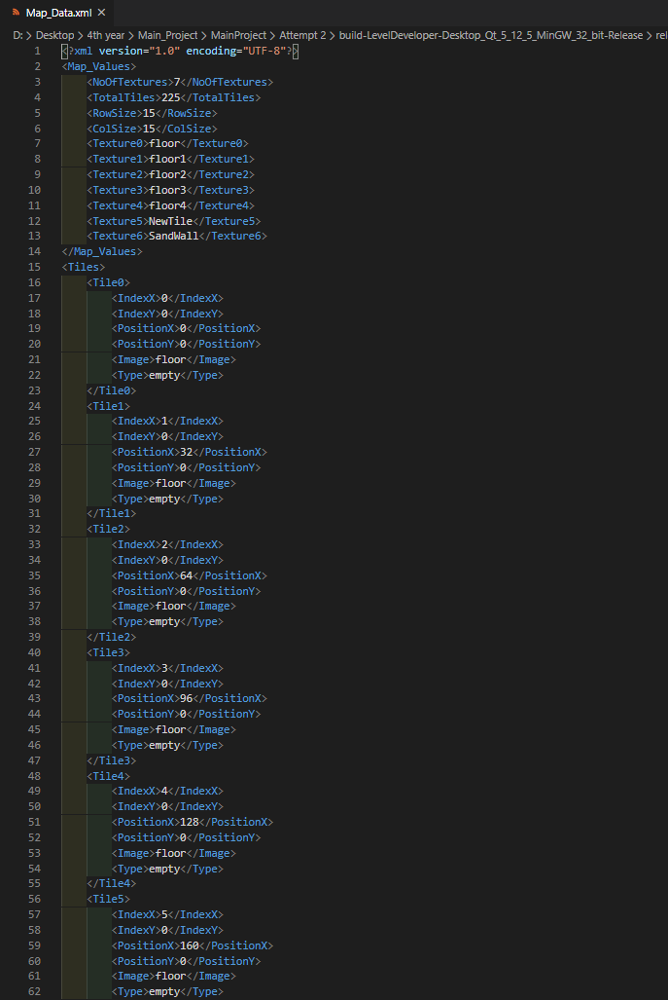 Map_Data.xml ×
D: > Desktop > 4th year > Main_Project > MainProject > Attempt 2 > build-LevelDeveloper-Desktop_Qt_5_12_5_MinGW_32_bit-Release > rel
1 <?xml version="1.0" encoding="UTF-8"?>
2 <Map_Values>
3 <NoOfTextures>7</NoOfTextures>
4 <TotalTiles>225</TotalTiles>
5 <RowSize>15</RowSize>
6 <ColSize>15</ColSize>
7 <Texture0>floor</Texture0>
8 <Texture1>floor1</Texture1>
9 <Texture2>floor2</Texture2>
10 <Texture3>floor3</Texture3>
11 <Texture4>floor4</Texture4>
12 <Texture5>NewTile</Texture5>
13 <Texture6>SandWall</Texture6>
14 </Map_Values>
15 <Tiles>
16 <Tile0>
17 <IndexX>0</IndexX>
18 <IndexY>0</IndexY>
19 <PositionX>0</PositionX>
20 <PositionY>0</PositionY>
21 <Image>floor</Image>
22 <Type>empty</Type>
23 </Tile0>
24 <Tile1>
25 <IndexX>1</IndexX>
26 <IndexY>0</IndexY>
27 <PositionX>32</PositionX>
28 <PositionY>0</PositionY>
29 <Image>floor</Image>
30 <Type>empty</Type>
31 </Tile1>
32 <Tile2>
33 <IndexX>2</IndexX>
34 <IndexY>0</IndexY>
35 <PositionX>64</PositionX>
36 <PositionY>0</PositionY>
37 <Image>floor</Image>
38 <Type>empty</Type>
39 </Tile2>
40 <Tile3>
41 <IndexX>3</IndexX>
42 <IndexY>0</IndexY>
43 <PositionX>96</PositionX>
44 <PositionY>0</PositionY>
45 <Image>floor</Image>
46 <Type>empty</Type>
47 </Tile3>
48 <Tile4>
49 <IndexX>4</IndexX>
50 <IndexY>0</IndexY>
51 <PositionX>128</PositionX>
52 <PositionY>0</PositionY>
53 <Image>floor</Image>
54 <Type>empty</Type>
55 </Tile4>
56 <Tile5>
57 <IndexX>5</IndexX>
58 <IndexY>0</IndexY>
59 <PositionX>160</PositionX>
60 <PositionY>0</PositionY>
61 <Image>floor</Image>
62 <Type>empty</Type>